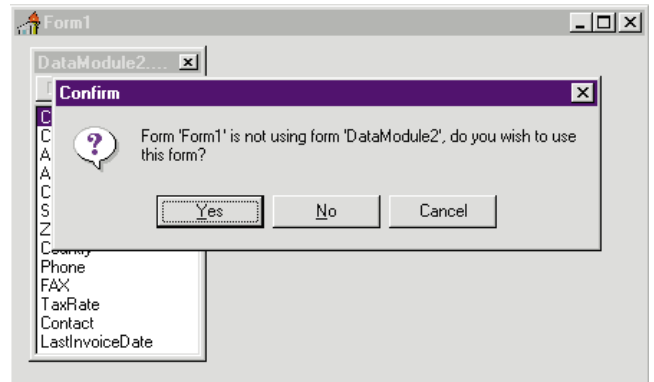 Form1
DataModule2....
Confirm
Form 'Form1' is not using form 'DataModule2', do you wish to use
this form?
Yes
No
Cancel
Country
Phone
FAX
TaxRate
Contact
LastInvoiceDate